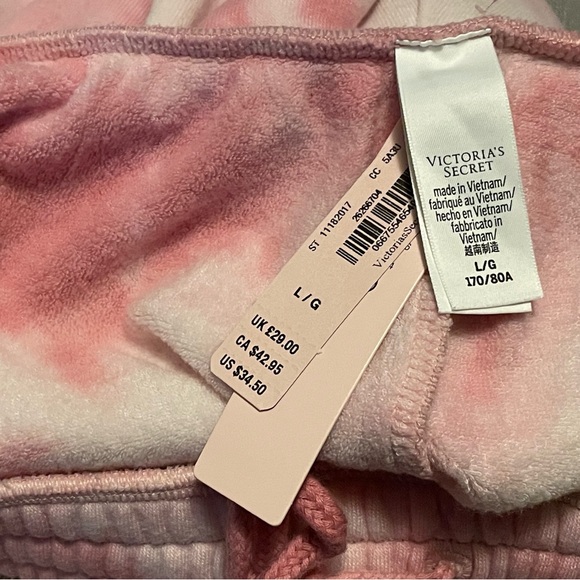 VICTORIA'S
SECRET
made in Vietnam/
fabriqué au Vietnam/
hecho en Vietnam/
fabbricato in
Vietnam/
越南制造
L/G
170/80A
ST 11182017 CC 5A3U
26266704
L / G
UK £29.00
CA $42.95
US $34.50